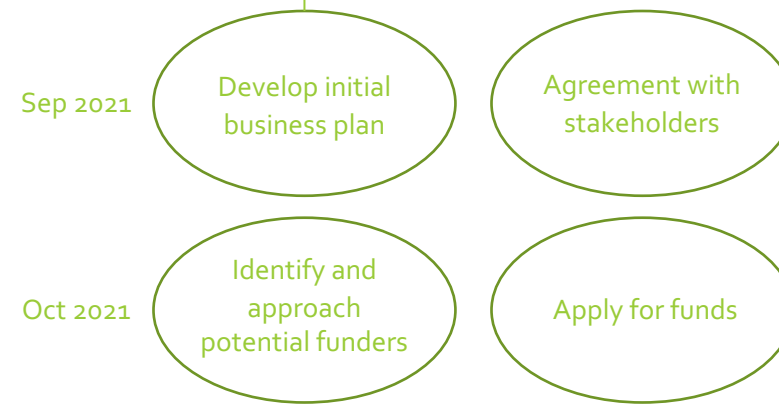 Sep 2021
Develop initial
business plan
Agreement with
stakeholders
Oct 2021
Identify and
approach
potential funders
Apply for funds